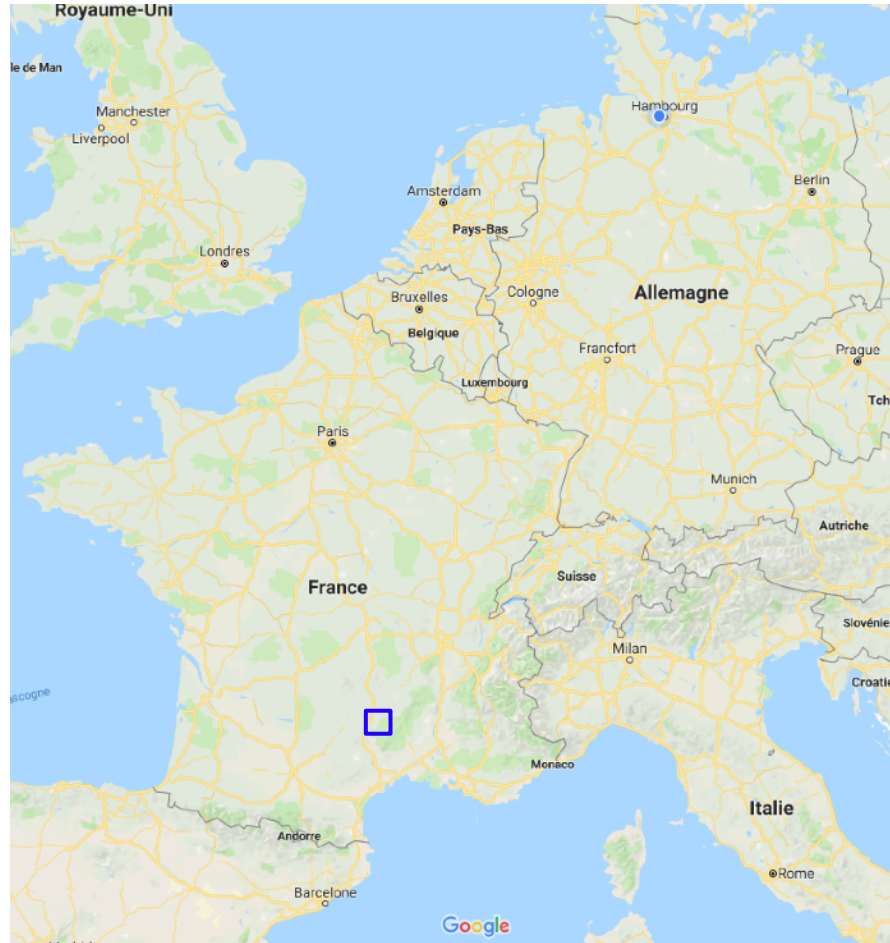 Royaume-Uni
le de Man
Manchester
Liverpool
Hambourg
Berlin
Amsterdam
Pays-Bas
Londres
Bruxelles
Cologne
Allemagne
Belgique
Francfort
Prague
Luxembourg
Tch
Paris
Munich
Autriche
Suisse
France
Slovénie
Milan
Croatie
ascogne
Monaco
Italie
Andorre
Rome
Barcelone
Google